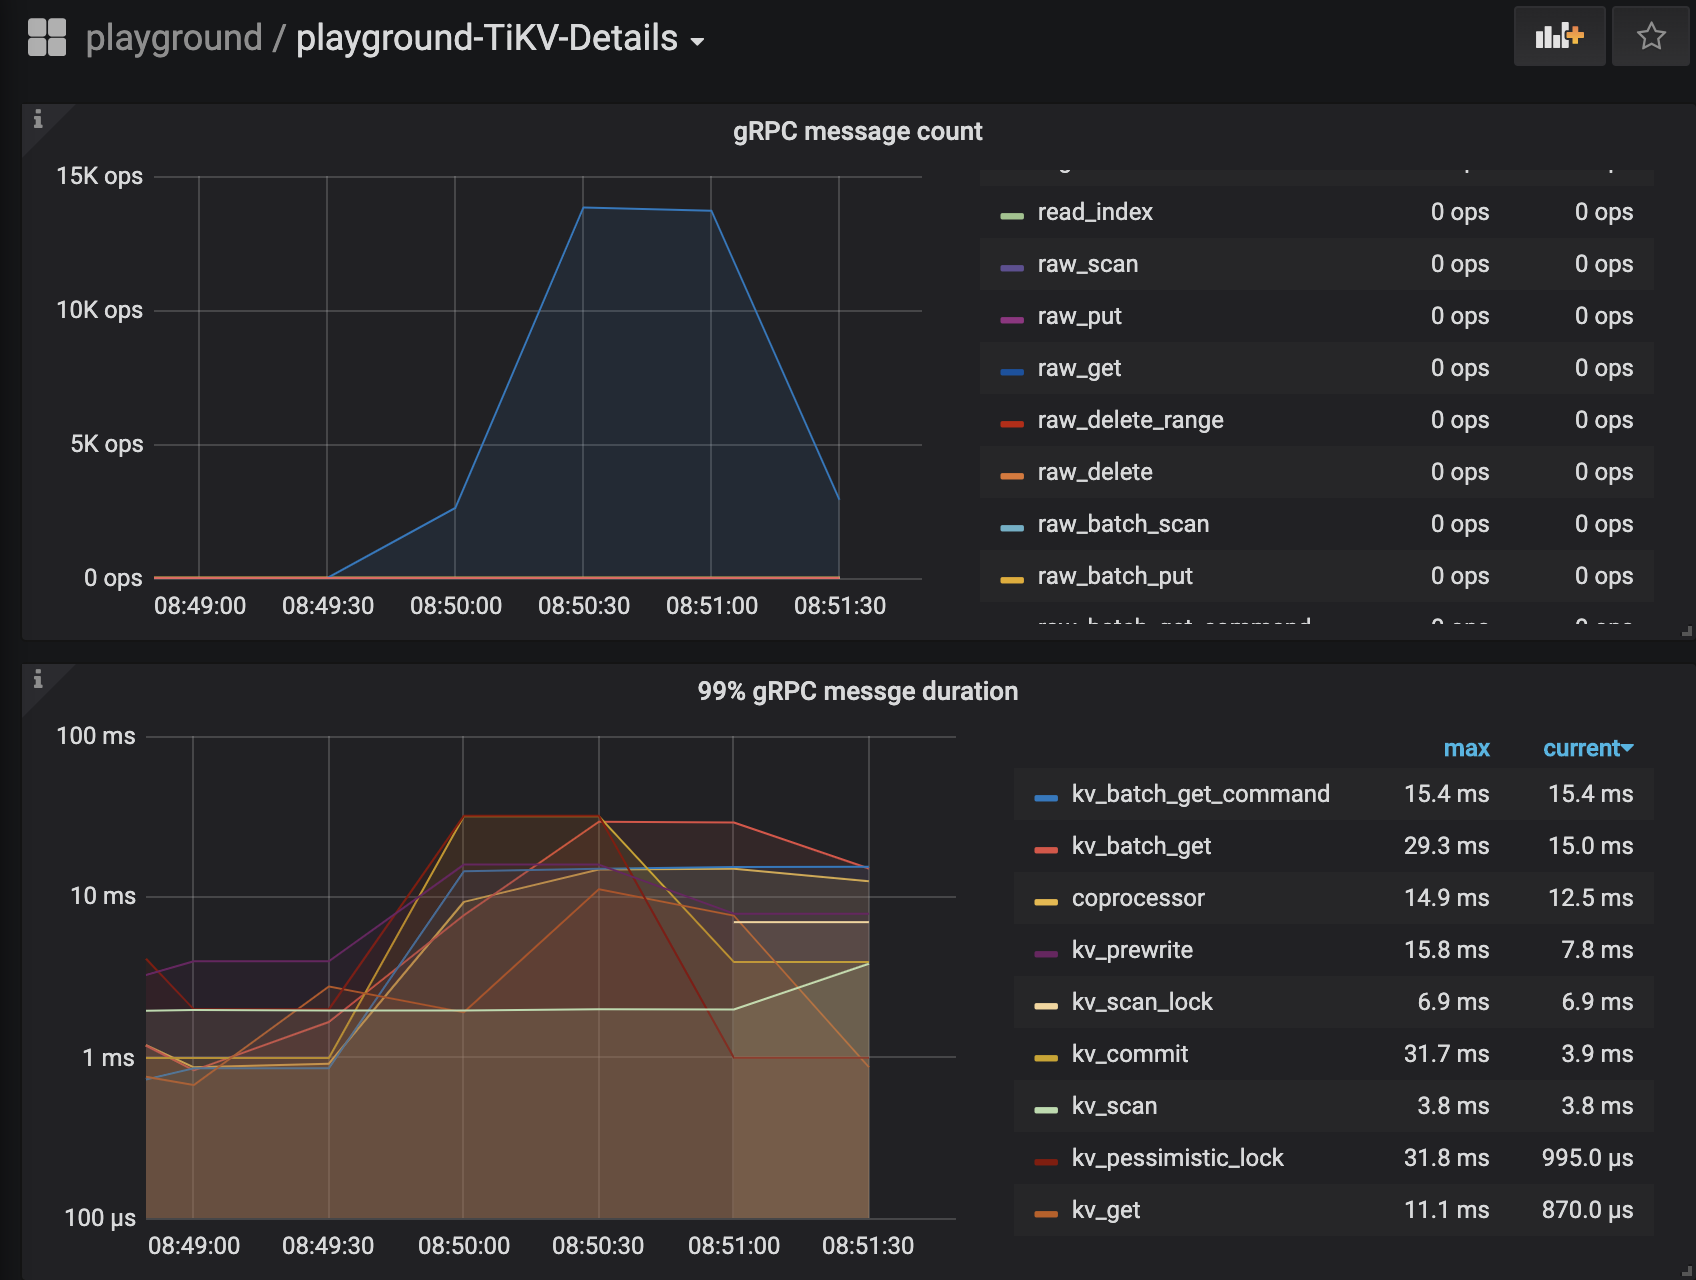 playground / playground-TiKV-Details
gRPC message count
15K ops
10K ops
5K ops
0 ops
08:49:00 08:49:30 08:50:00 08:50:30 08:51:00 08:51:30
read_index 0 ops 0 ops
raw_scan 0 ops 0 ops
raw_put 0 ops 0 ops
raw_get 0 ops 0 ops
raw_delete_range 0 ops 0 ops
raw_delete 0 ops 0 ops
raw_batch_scan 0 ops 0 ops
raw_batch_put 0 ops 0 ops
raw_batch_get_command 0 ops 0 ops
99% gRPC messge duration
100 ms
10 ms
1 ms
100 µs
08:49:00 08:49:30 08:50:00 08:50:30 08:51:00 08:51:30
max current
kv_batch_get_command 15.4 ms 15.4 ms
kv_batch_get 29.3 ms 15.0 ms
coprocessor 14.9 ms 12.5 ms
kv_prewrite 15.8 ms 7.8 ms
kv_scan_lock 6.9 ms 6.9 ms
kv_commit 31.7 ms 3.9 ms
kv_scan 3.8 ms 3.8 ms
kv_pessimistic_lock 31.8 ms 995.0 µs
kv_get 11.1 ms 870.0 µs